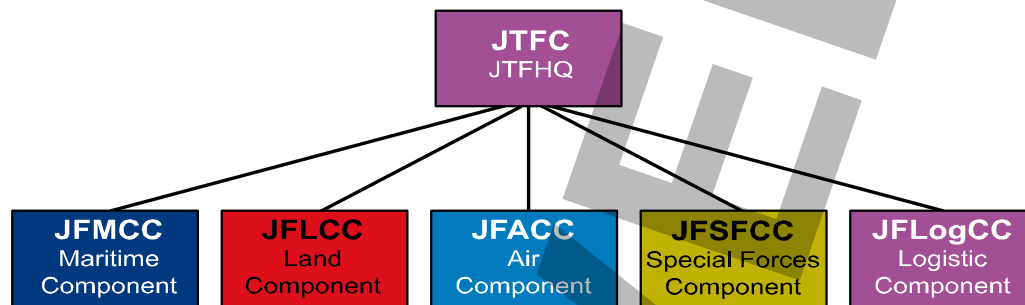 JTFC
JTFHQ
JFMCC
Maritime
Component
JFLCC
Land
Component
JFACC
Air
Component
JFSFCC
Special Forces
Component
JFLogCC
Logistic
Component